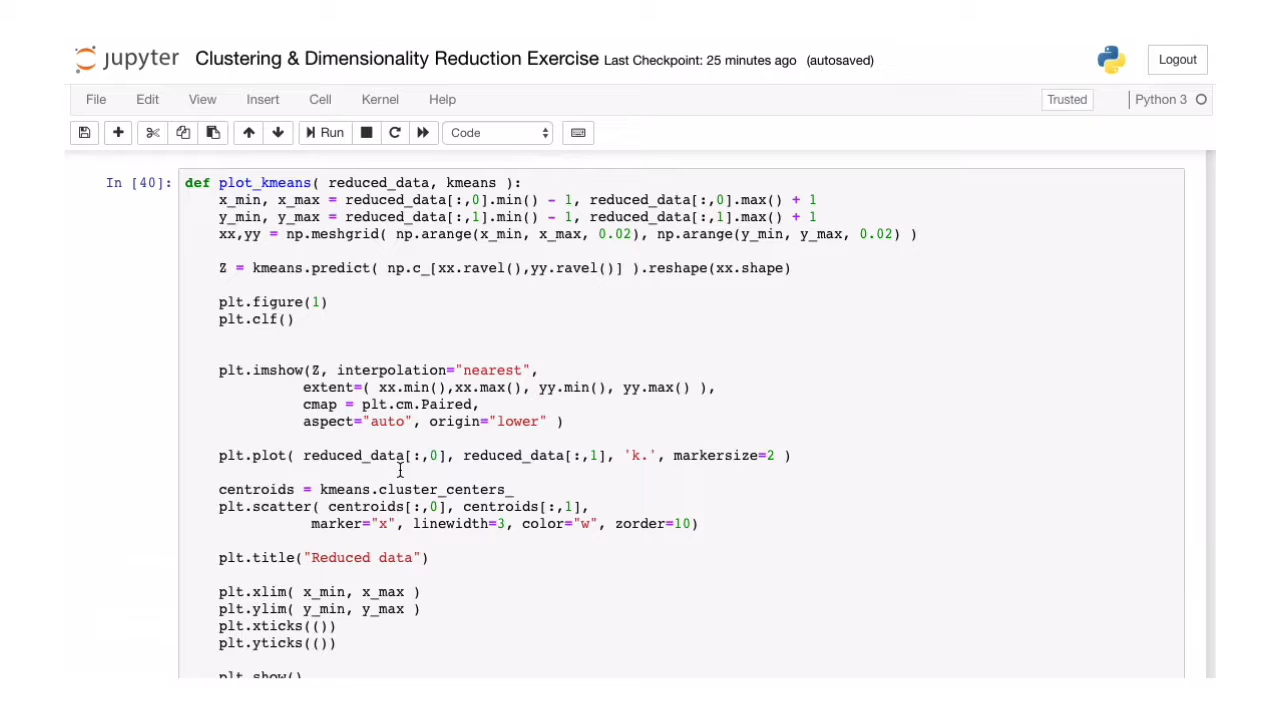 jupyter Clustering & Dimensionality Reduction Exercise Last Checkpoint: 25 minutes ago (autosaved) Logout
File Edit View Insert Cell Kernel Help Trusted Python 3
Run Code
In [40]: def plot_kmeans( reduced_data, kmeans ):
x_min, x_max = reduced_data[:,0].min() - 1, reduced_data[:,0].max() + 1
y_min, y_max = reduced_data[:,1].min() - 1, reduced_data[:,1].max() + 1
xx,yy = np.meshgrid( np.arange(x_min, x_max, 0.02), np.arange(y_min, y_max, 0.02) )
Z = kmeans.predict( np.c_[xx.ravel(),yy.ravel()] ).reshape(xx.shape)
plt.figure(1)
plt.clf()
plt.imshow(Z, interpolation="nearest",
extent=( xx.min(),xx.max(), yy.min(), yy.max() ),
cmap = plt.cm.Paired,
aspect="auto", origin="lower" )
plt.plot( reduced_data[:,0], reduced_data[:,1], 'k.', markersize=2 )
centroids = kmeans.cluster_centers_
plt.scatter( centroids[:,0], centroids[:,1],
marker="x", linewidth=3, color="w", zorder=10)
plt.title("Reduced data")
plt.xlim( x_min, x_max )
plt.ylim( y_min, y_max )
plt.xticks(())
plt.yticks(())
plt.show()